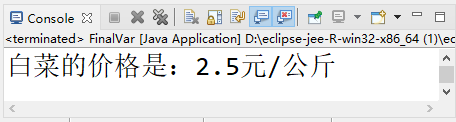 Console
<terminated> FinalVar [Java Application] D:\eclipse-jee-R-win32-x86_64 (1)\ec
白菜的价格是：2.5元/公斤